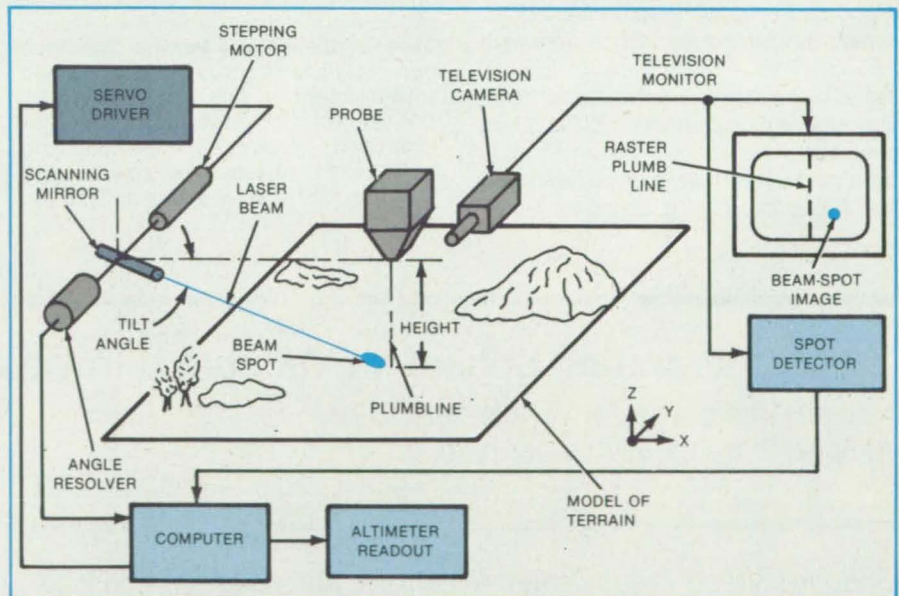 STEPPING
MOTOR
SERVO
DRIVER
TELEVISION
CAMERA
TELEVISION
MONITOR
PROBE
SCANNING
MIRROR
LASER
BEAM
RASTER
PLUMB
LINE
BEAM-SPOT
IMAGE
TILT
ANGLE
HEIGHT
BEAM
SPOT
SPOT
DETECTOR
PLUMBLINE
Z
Y
X
ANGLE
RESOLVER
MODEL OF
TERRAIN
COMPUTER
ALTIMETER
READOUT